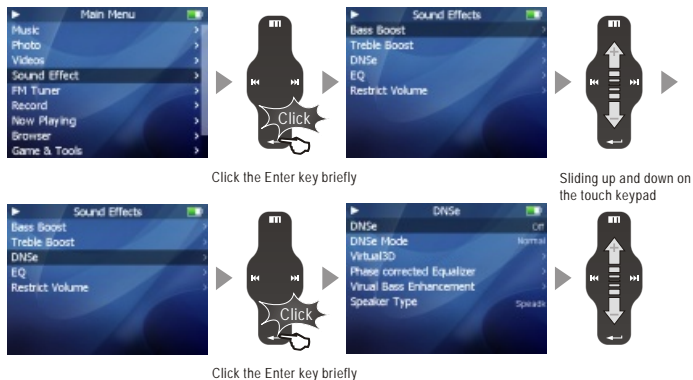 Main Menu
Music
Photo
Videos
Sound Effect
FM Tuner
Record
Now Playing
Browser
Game & Tools
Click
Sound Effects
Bass Boost
Treble Boost
DNSe
EQ
Restrict Volume
Click the Enter key briefly
Sliding up and down on
the touch keypad
Sound Effects
Bass Boost
Treble Boost
DNSe
EQ
Restrict Volume
Click
DNSe
DNSe Off
DNSe Mode Normal
Virtual3D
Phase corrected Equalizer
Virual Bass Enhancement
Speaker Type Speack
Click the Enter key briefly